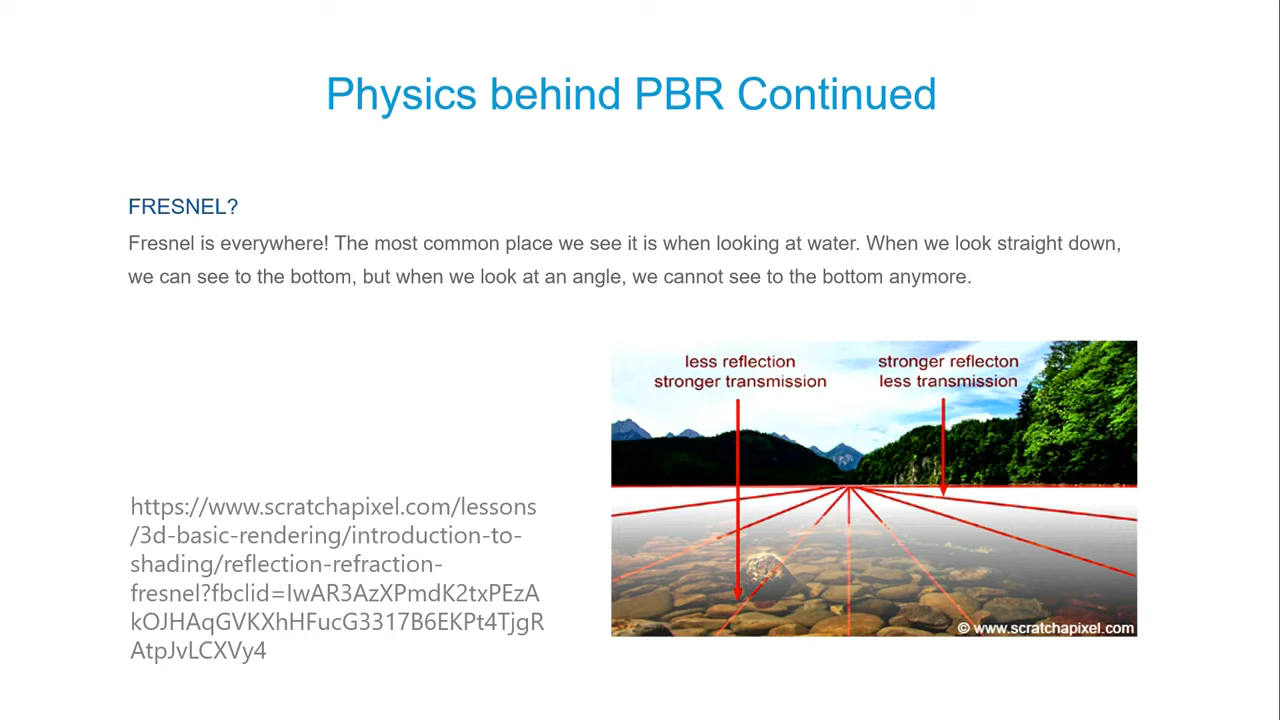 Physics behind PBR Continued
FRESNEL?
Fresnel is everywhere! The most common place we see it is when looking at water. When we look straight down,
we can see to the bottom, but when we look at an angle, we cannot see to the bottom anymore.
less reflection
stronger transmission
stronger reflecton
less transmission
https://www.scratchapixel.com/lessons
/3d-basic-rendering/introduction-to-
shading/reflection-refraction-
fresnel?fbclid=IwAR3AzXPmdK2txPEzA
kOJHAqGVKXhHFucG3317B6EKPt4TjgR
AtpJvLCXVy4
© www.scratchapixel.com